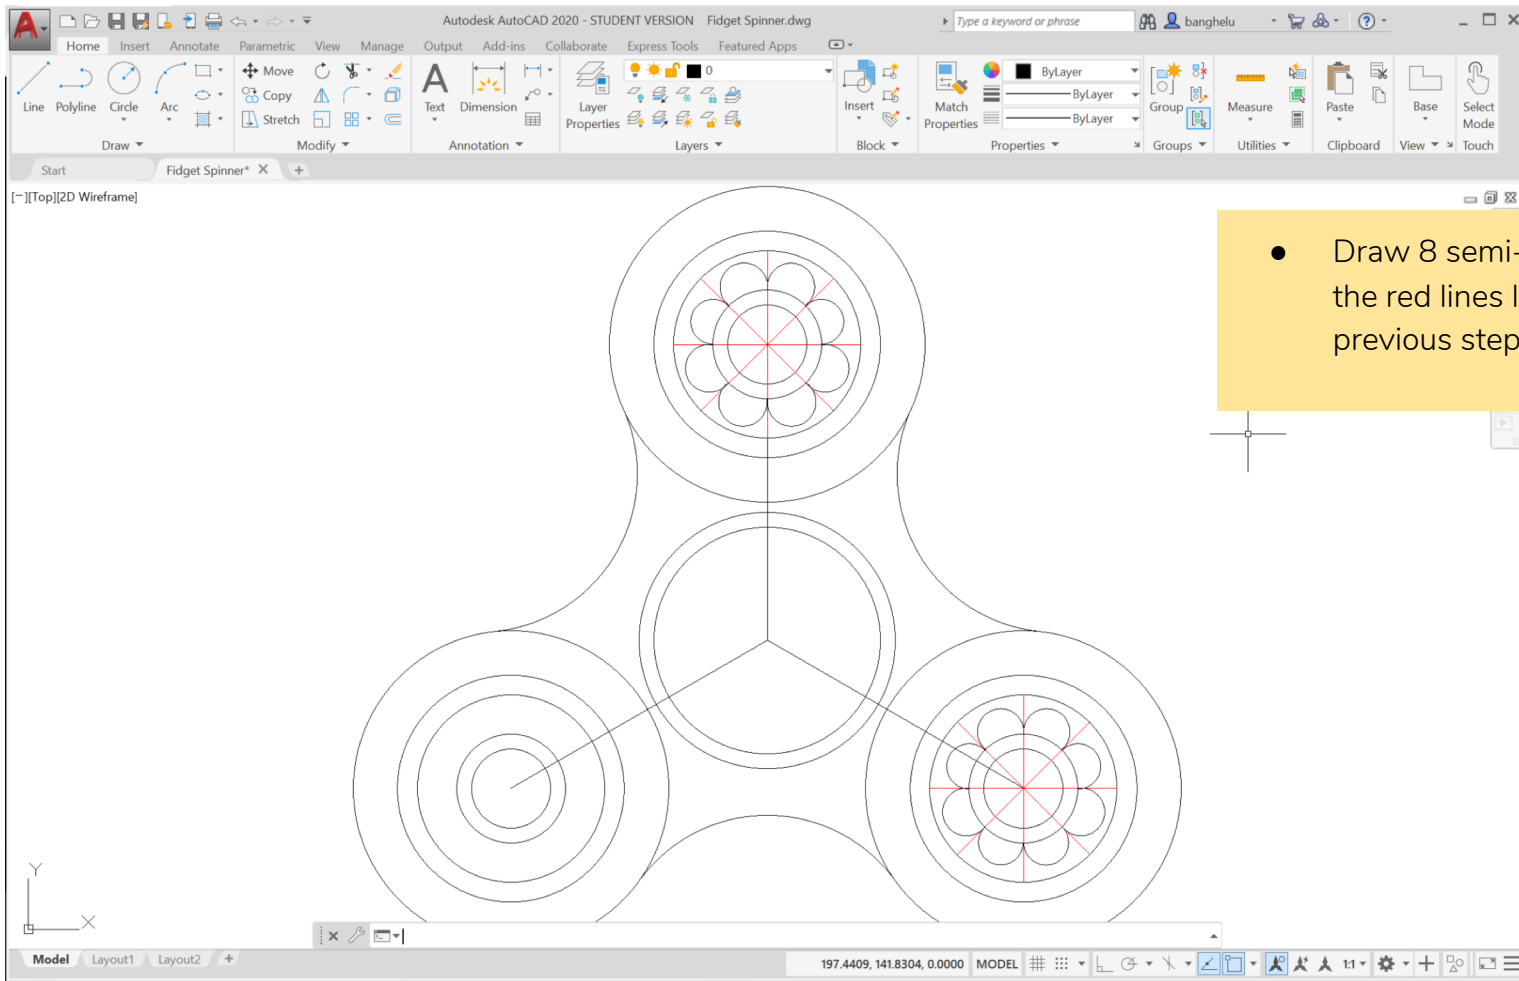 Autodesk AutoCAD 2020 - STUDENT VERSION Fidget Spinner.dwg
Type a keyword or phrase
banghelu
Home Insert Annotate Parametric View Manage Output Add-ins Collaborate Express Tools Featured Apps
Line Polyline Circle Arc
Move
Copy
Stretch
Text Dimension
Layer
Properties
0
Insert
Match
Properties
ByLayer
ByLayer
ByLayer
Group
Measure
Paste
Base
Select
Mode
Draw Modify Annotation Layers Block Properties Groups Utilities Clipboard View Touch
Start Fidget Spinner* +
[−][Top][2D Wireframe]
• Draw 8 semi-
the red lines l
previous step
Y
X
Model Layout1 Layout2 +
197.4409, 141.8304, 0.0000 MODEL 1:1